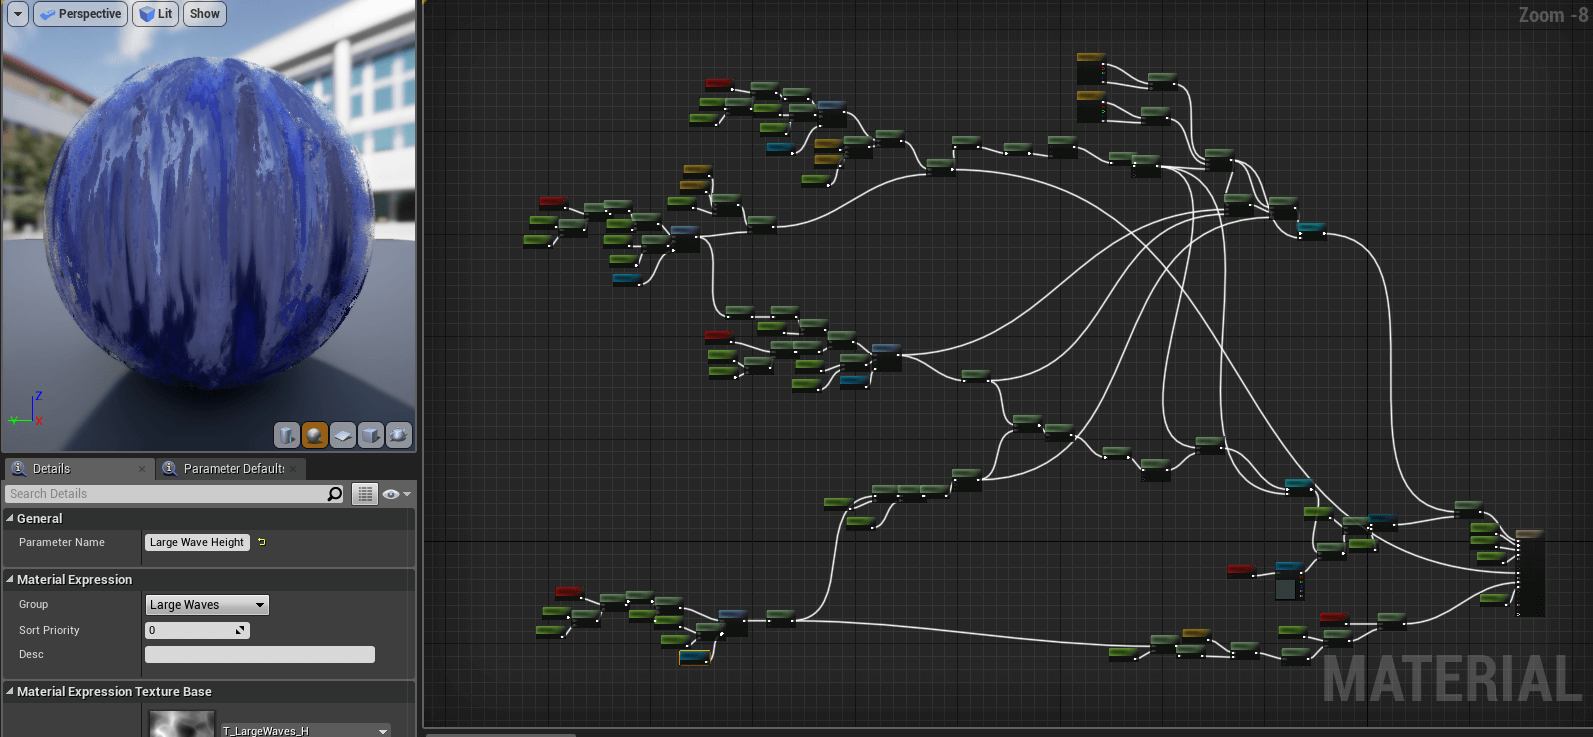 Perspective
Lit
Show
Zoom -8
Z
Y
X
Details
Parameter Defaults
Search Details
General
Parameter Name
Large Wave Height
Material Expression
Group
Large Waves
Sort Priority
0
Desc
Material Expression Texture Base
T_LargeWaves_H
MATERIAL